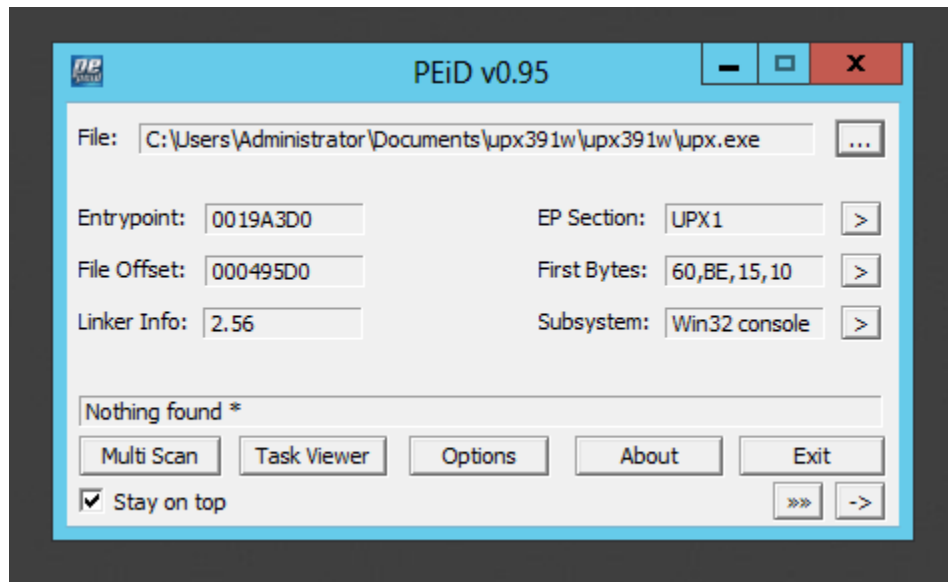 PEiD v0.95
File: C:\Users\Administrator\Documents\upx391w\upx391w\upx.exe ...
Entrypoint: 0019A3D0 EP Section: UPX1 >
File Offset: 000495D0 First Bytes: 60,BE,15,10 >
Linker Info: 2.56 Subsystem: Win32 console >
Nothing found *
Multi Scan Task Viewer Options About Exit
Stay on top »» ->